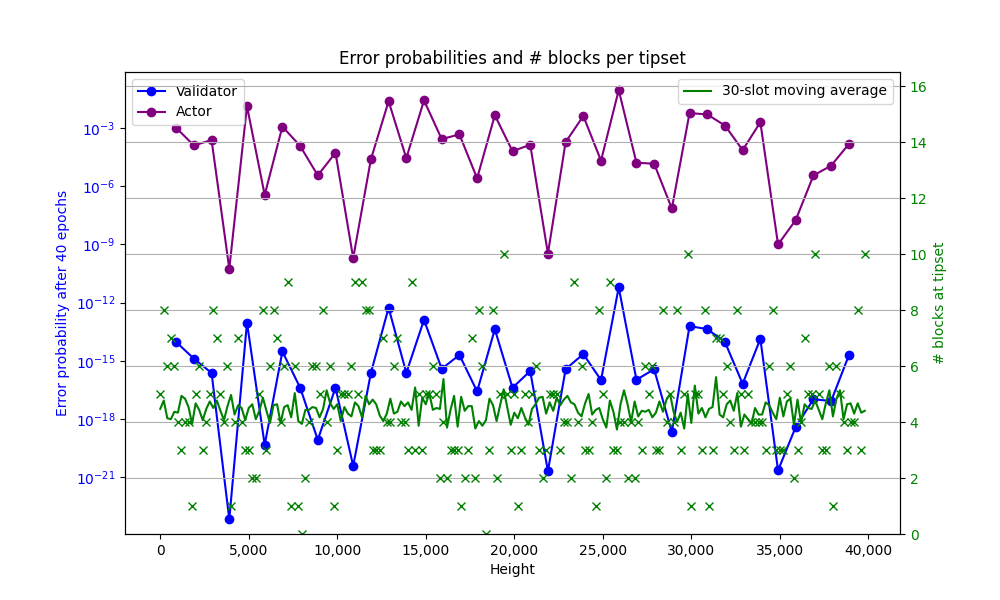 Error probabilities and # blocks per tipset
Validator
Actor
30-slot moving average
Error probability after 40 epochs
10⁻³
10⁻⁶
10⁻⁹
10⁻¹²
10⁻¹⁵
10⁻¹⁸
10⁻²¹
16
14
12
10
8
6
4
2
0
# blocks at tipset
0 5,000 10,000 15,000 20,000 25,000 30,000 35,000 40,000
Height